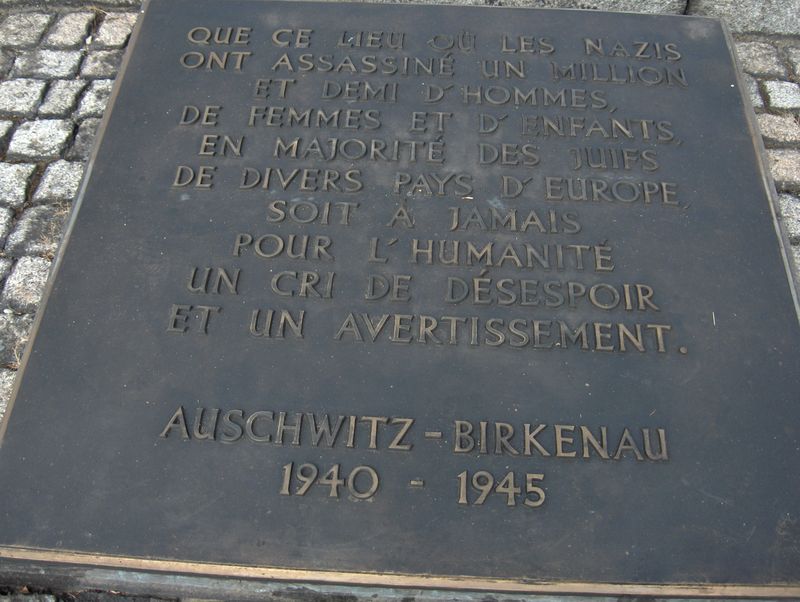 QUE CE LIEU OÙ LES NAZIS
ONT ASSASSINÉ UN MILLION
ET DEMI D'HOMMES,
DE FEMMES ET D'ENFANTS,
EN MAJORITÉ DES JUIFS
DE DIVERS PAYS D'EUROPE,
SOIT À JAMAIS
POUR L'HUMANITÉ
UN CRI DE DÉSESPOIR
ET UN AVERTISSEMENT.
AUSCHWITZ-BIRKENAU
1940 - 1945